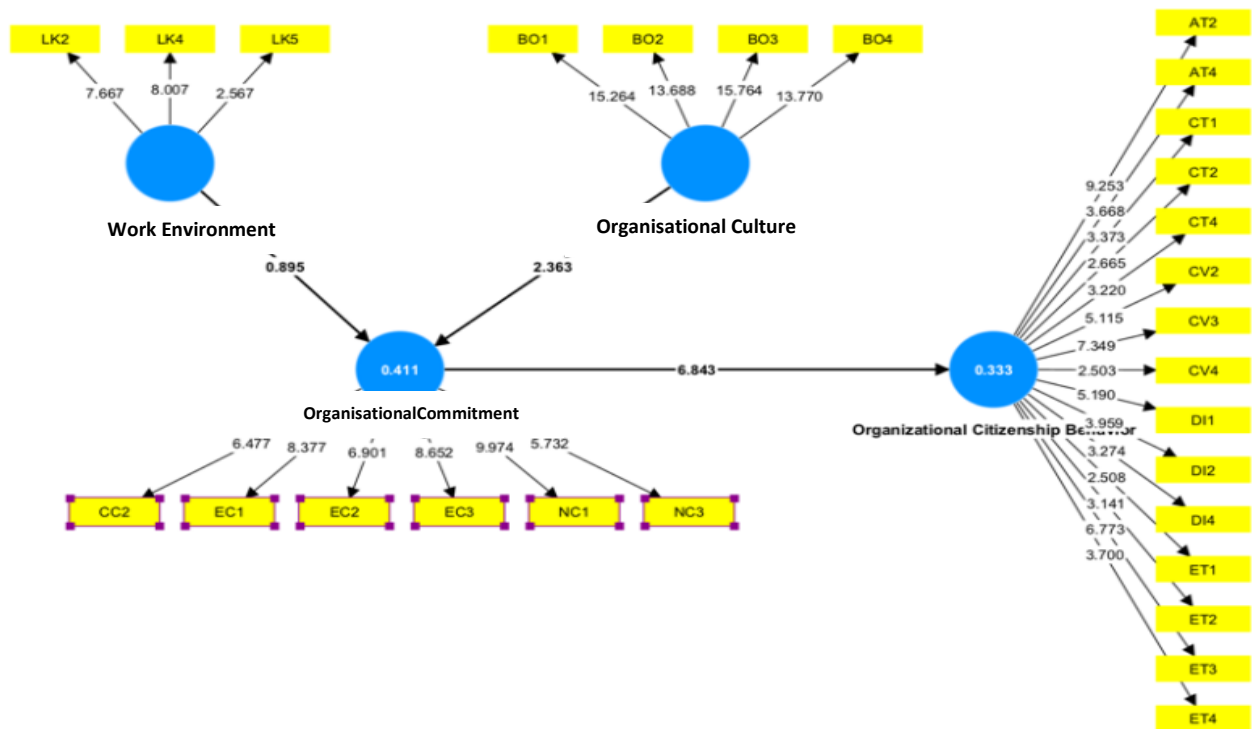 AT2
LK2 LK4 LK5 BO1 BO2 BO3 BO4
AT4
7.667 8.007 2.567 15.264 13.688 15.764 13.770
CT1
CT2
9.253
3.668
CT4
Work Environment Organisational Culture
3.373
2.665
CV2
0.895 2.363
3.220
5.115
CV3
7.349
0.411 6.843 0.333 2.503 CV4
5.190
OrganisationalCommitment
DI1
Organizational Citizenship Behavior
3.959
6.477 8.377 6.901 8.652 9.974 5.732
3.274
DI2
2.508
3.141
CC2 EC1 EC2 EC3 NC1 NC3
DI4
6.773
3.700
ET1
ET2
ET3
ET4